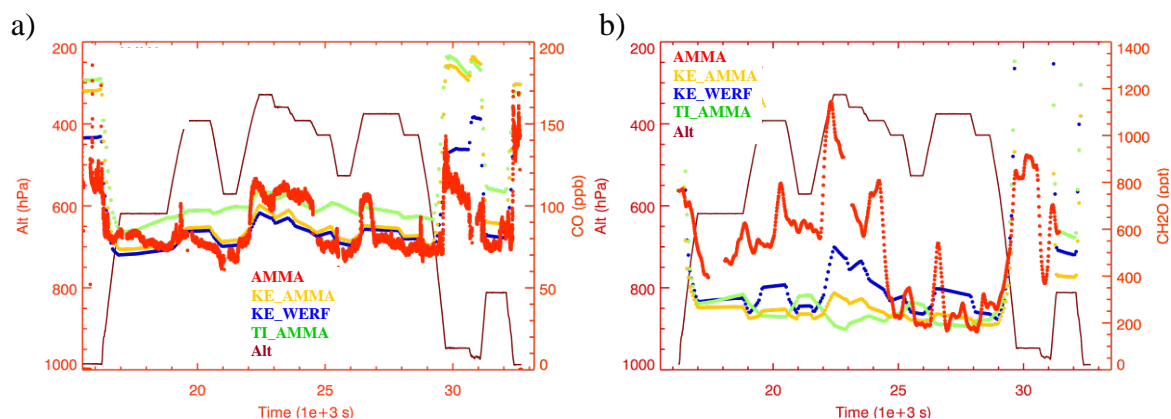 a)
200
400
600
800
1000
Alt (hPa)
200
150
100
50
0
CO (ppb)
AMMA
KE_AMMA
KE_WERF
TI_AMMA
Alt
20
25
30
Time (1e+3 s)
b)
200
400
600
800
1000
Alt (hPa)
AMMA
KE_AMMA
KE_WERF
TI_AMMA
Alt
1400
1200
1000
800
600
400
200
0
CH2O (ppt)
20
25
30
Time (1e+3 s)